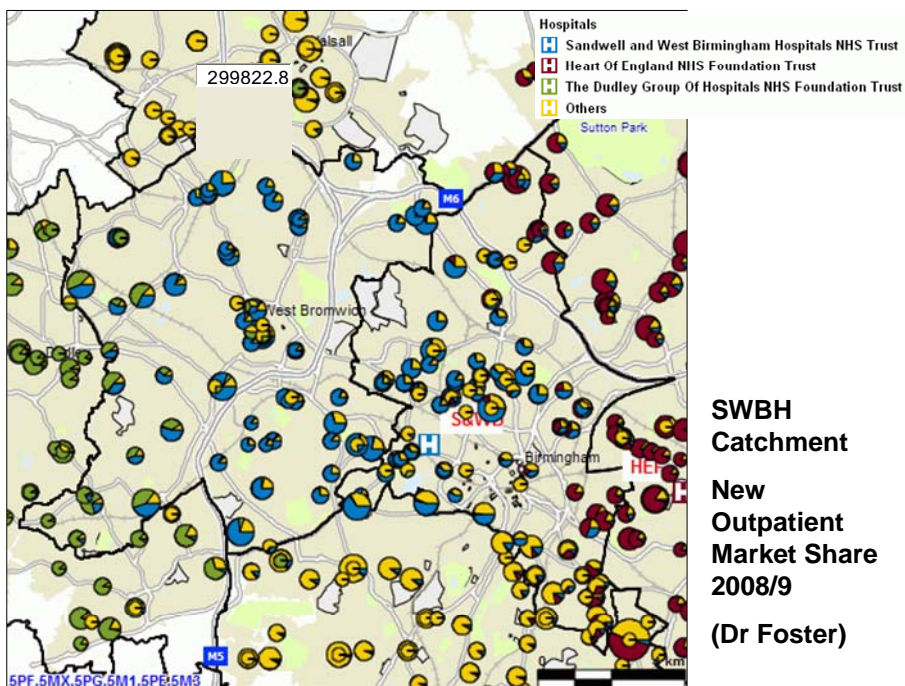 Hospitals
H Sandwell and West Birmingham Hospitals NHS Trust
H Heart Of England NHS Foundation Trust
H The Dudley Group Of Hospitals NHS Foundation Trust
H Others
299822.8
Sutton Park
M6
West Bromwich
H
Birmingham
H
SWBH
Catchment
New
Outpatient
Market Share
2008/9
(Dr Foster)
M5
0
km
5PF,5MX,5PG,5M1,5PE,5M3